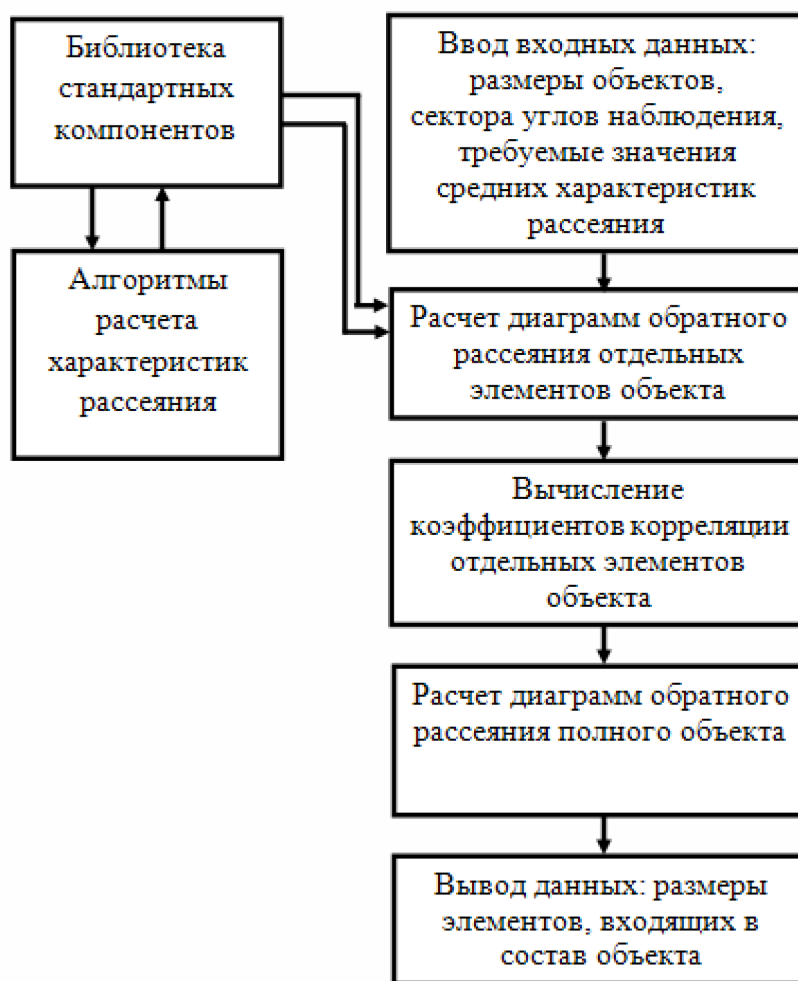 Библиотека
стандартных
компонентов
Алгоритмы
расчета
характеристик
рассеяния
Ввод входных данных:
размеры объектов,
сектора углов наблюдения,
требуемые значения
средних характеристик
рассеяния
Расчет диаграмм обратного
рассеяния отдельных
элементов объекта
Вычисление
коэффициентов корреляции
отдельных элементов
объекта
Расчет диаграмм обратного
рассеяния полного объекта
Вывод данных: размеры
элементов, входящих в
состав объекта